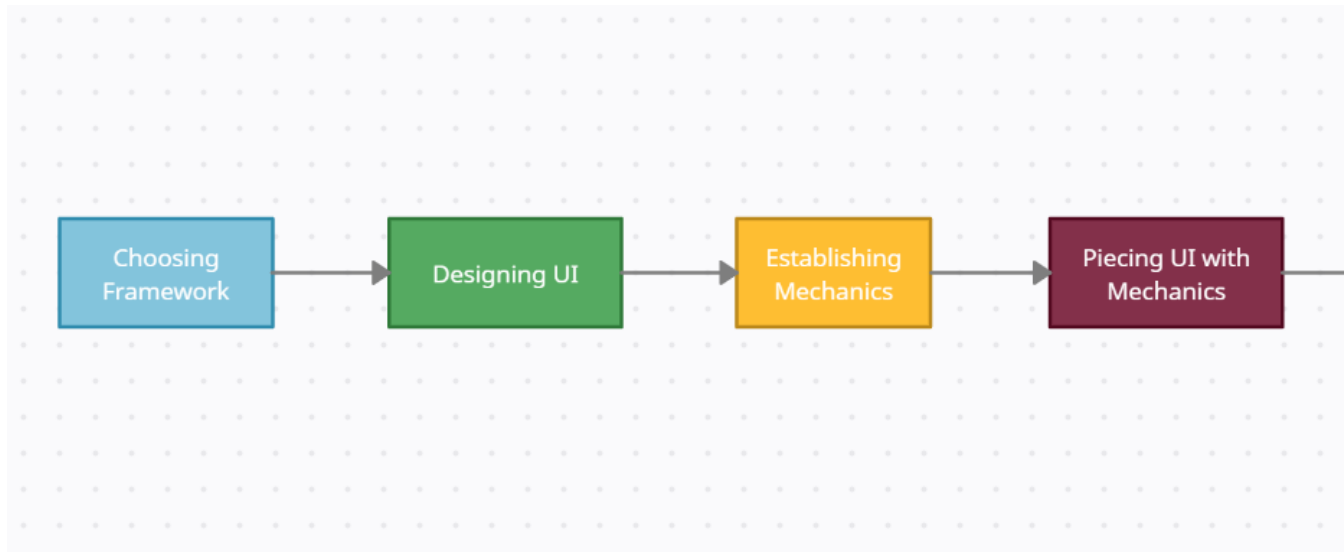 Choosing
Framework
Designing UI
Establishing
Mechanics
Piecing UI with
Mechanics